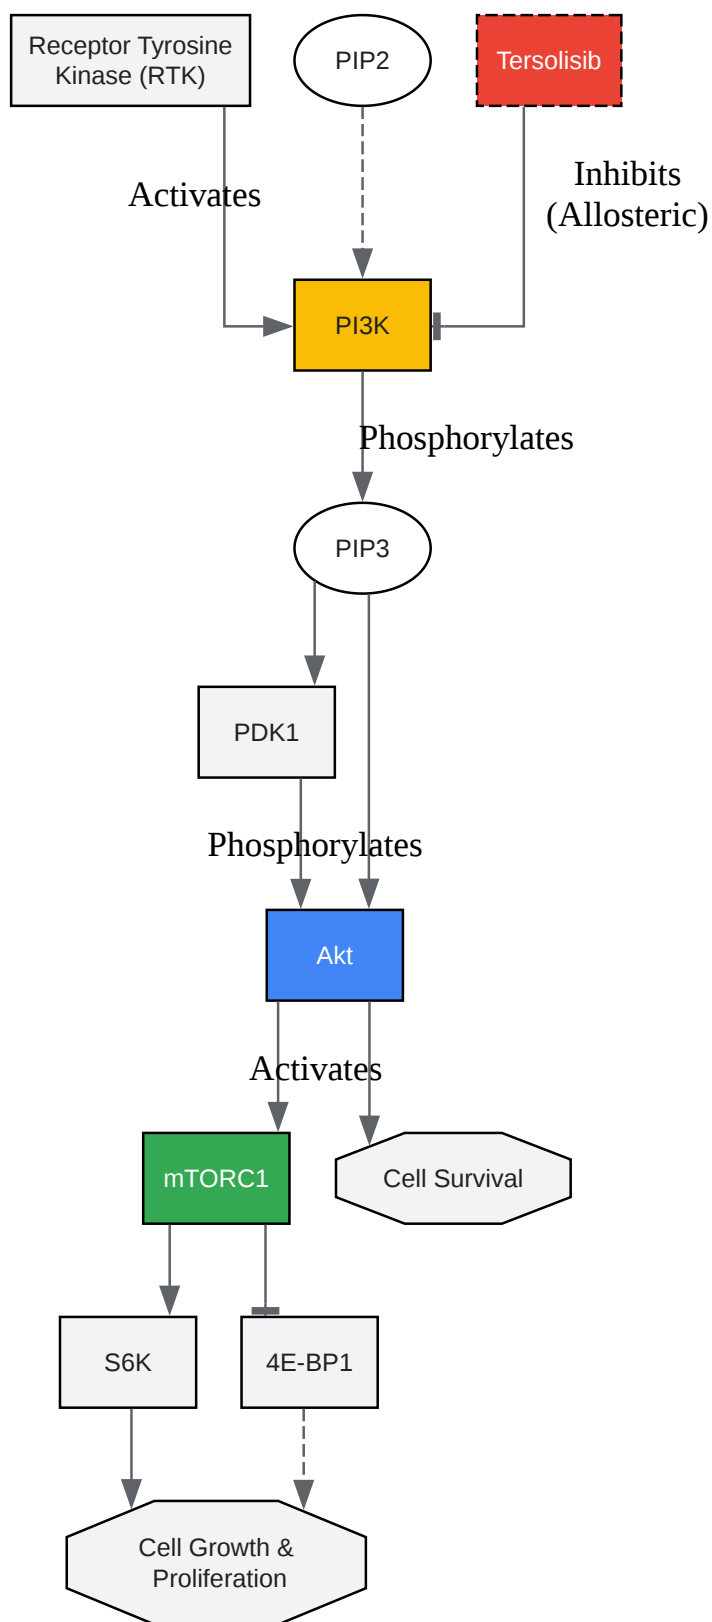 Receptor Tyrosine
Kinase (RTK)
PIP2
Tersolisib
Activates
Inhibits
(Allosteric)
PI3K
Phosphorylates
PIP3
PDK1
Phosphorylates
Akt
Activates
mTORC1
Cell Survival
S6K
4E-BP1
Cell Growth &
Proliferation